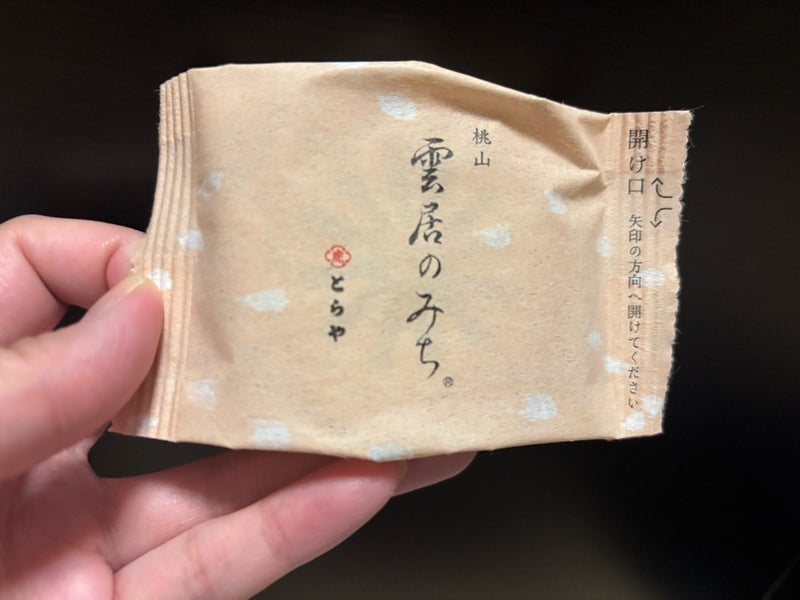 開け口
矢印の方向へ開けてください
桃山
雲居のみち®
虎
とらや